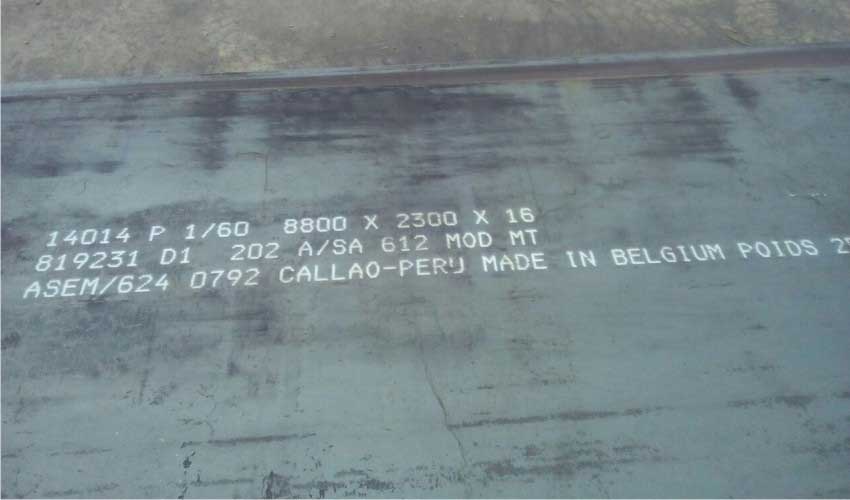 14014 P 1/60 8800 X 2300 X 16
819231 D1 202 A/SA 612 MOD MT
ASEM/624 0792 CALLAO-PERU MADE IN BELGIUM POIDS